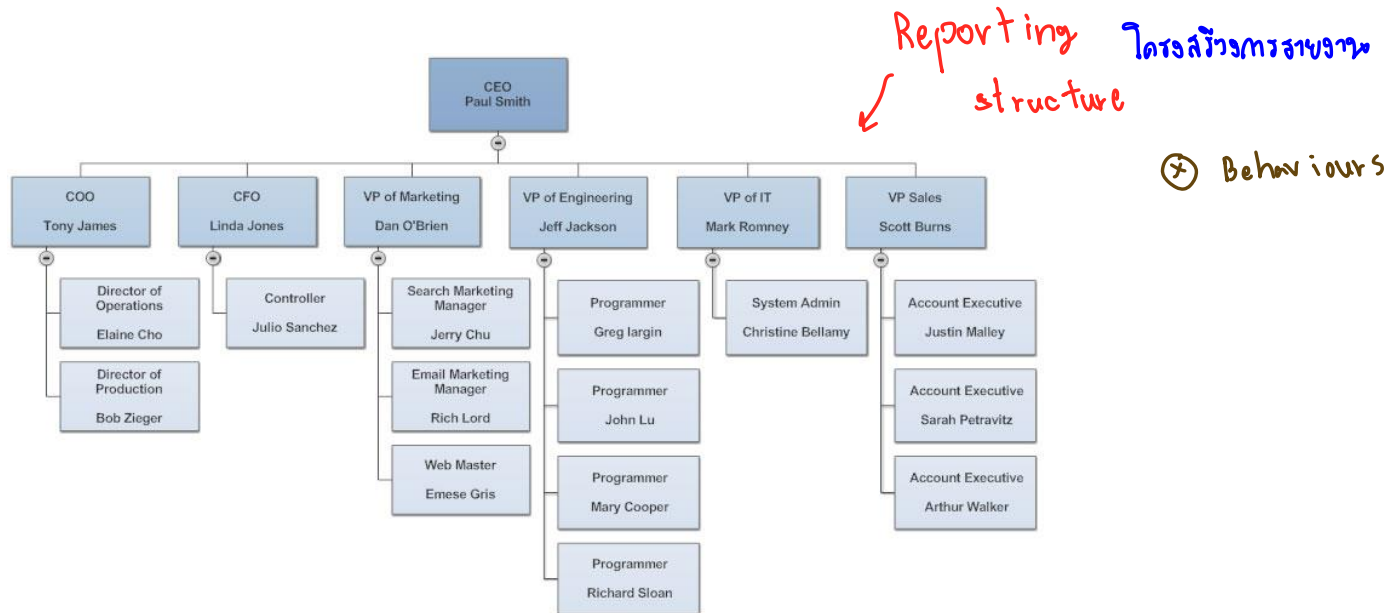 Reporting
structure
โครงสร้างการรายงาน
ⓧ Behaviours
CEO
Paul Smith
COO
Tony James
CFO
Linda Jones
VP of Marketing
Dan O'Brien
VP of Engineering
Jeff Jackson
VP of IT
Mark Romney
VP Sales
Scott Burns
Director of
Operations
Elaine Cho
Director of
Production
Bob Zieger
Controller
Julio Sanchez
Search Marketing
Manager
Jerry Chu
Email Marketing
Manager
Rich Lord
Web Master
Emese Gris
Programmer
Greg Iargin
Programmer
John Lu
Programmer
Mary Cooper
Programmer
Richard Sloan
System Admin
Christine Bellamy
Account Executive
Justin Malley
Account Executive
Sarah Petravitz
Account Executive
Arthur Walker